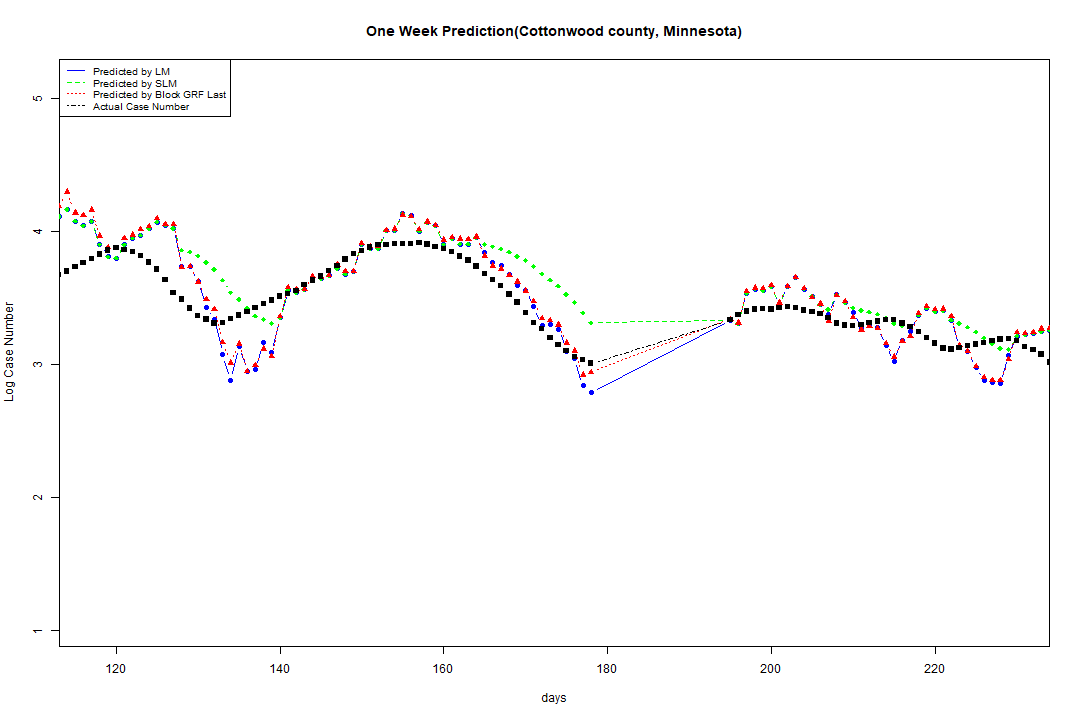 One Week Prediction(Cottonwood county, Minnesota)
Predicted by LM
Predicted by SLM
Predicted by Block GRF Last
Actual Case Number
5
4
3
2
1
Log Case Number
120 140 160 180 200 220
days